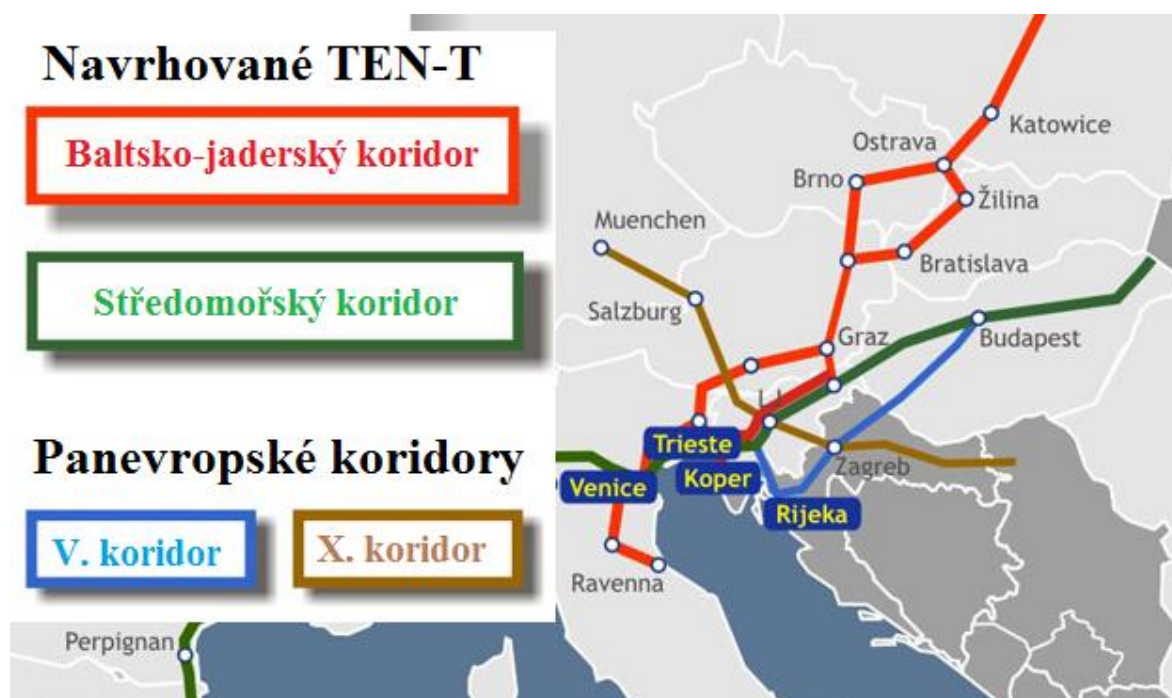 Navrhované TEN-T
Baltsko-jaderský koridor
Středomořský koridor
Panevropské koridory
V. koridor
X. koridor
Katowice
Ostrava
Brno
Žilina
Muenchen
Bratislava
Salzburg
Graz
Budapest
Trieste
Zagreb
Koper
Venice
Rijeka
Ravenna
Perpignan